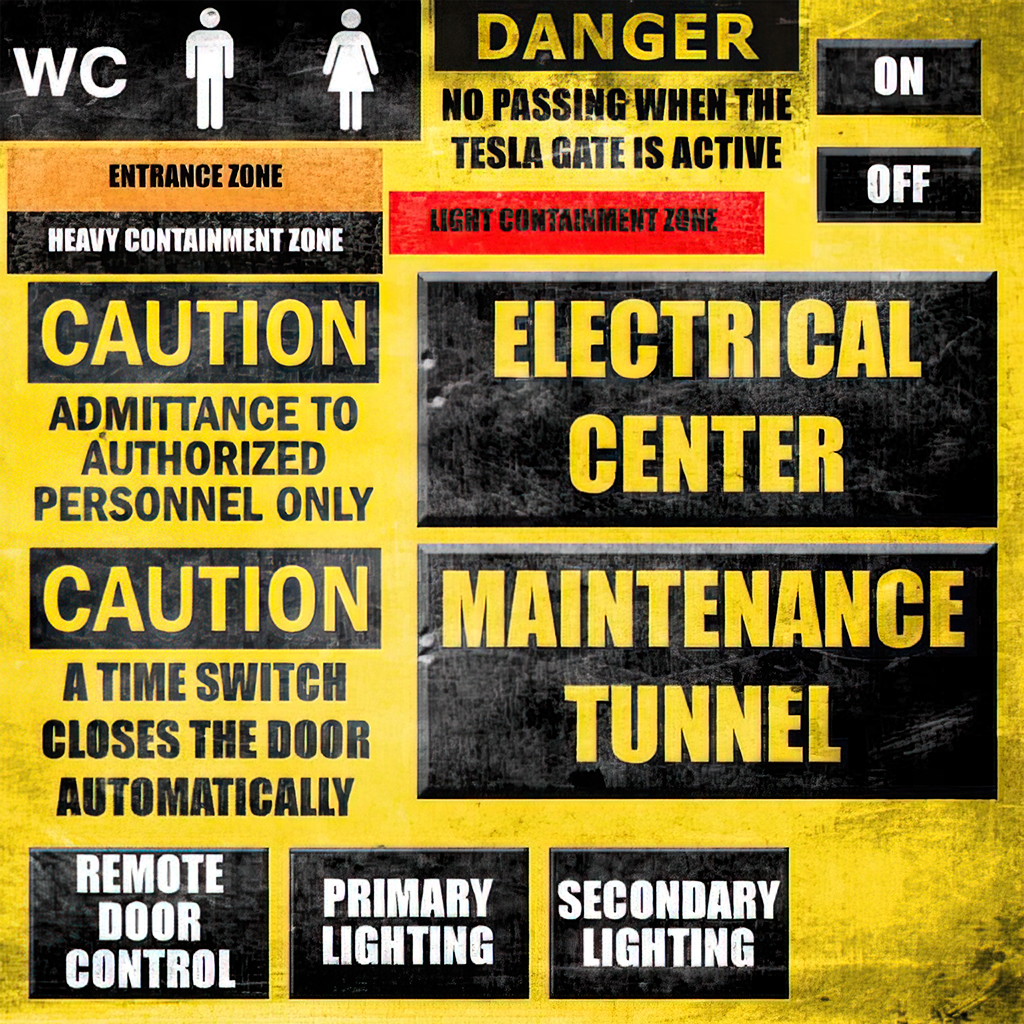 WC
DANGER
NO PASSING WHEN THE
TESLA GATE IS ACTIVE
ON
OFF
ENTRANCE ZONE
HEAVY CONTAINMENT ZONE
LIGHT CONTAINMENT ZONE
CAUTION
ADMITTANCE TO
AUTHORIZED
PERSONNEL ONLY
ELECTRICAL
CENTER
CAUTION
A TIME SWITCH
CLOSES THE DOOR
AUTOMATICALLY
MAINTENANCE
TUNNEL
REMOTE
DOOR
CONTROL
PRIMARY
LIGHTING
SECONDARY
LIGHTING